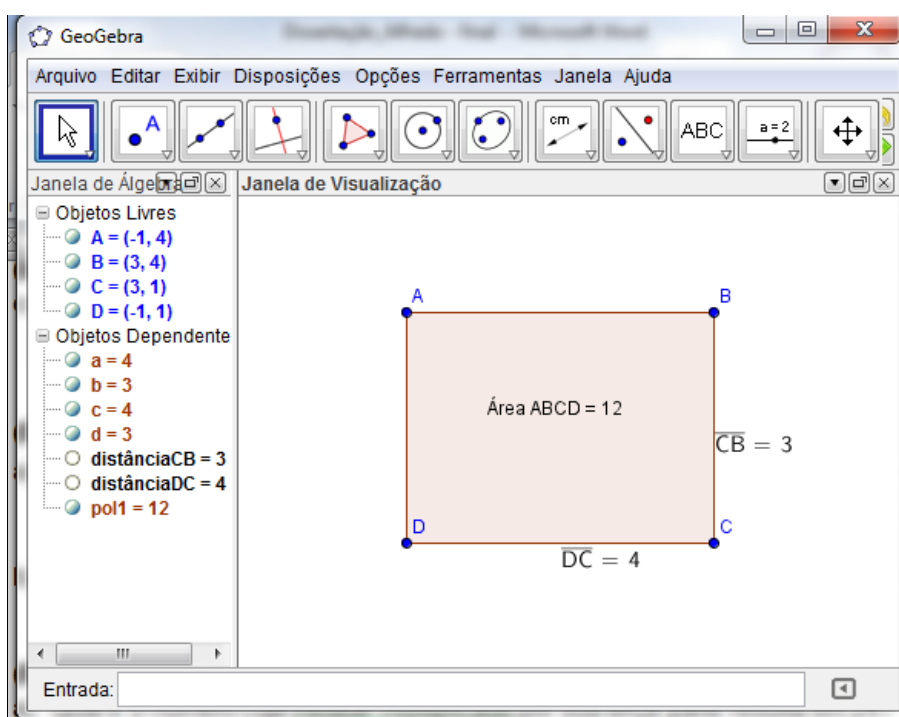 GeoGebra
Arquivo Editar Exibir Disposições Opções Ferramentas Janela Ajuda
A
cm
ABC
a = 2
Janela de Visualização
Janela de
Objetos Livres
A = (-1, 4)
B = (3, 4)
C = (3, 1)
D = (-1, 1)
Objetos Dependente
a = 4
b = 3
c = 4
d = 3
distânciaCB = 3
distânciaDC = 4
pol1 = 12
A
B
Área ABCD = 12
CB = 3
D
C
DC = 4
Entrada: